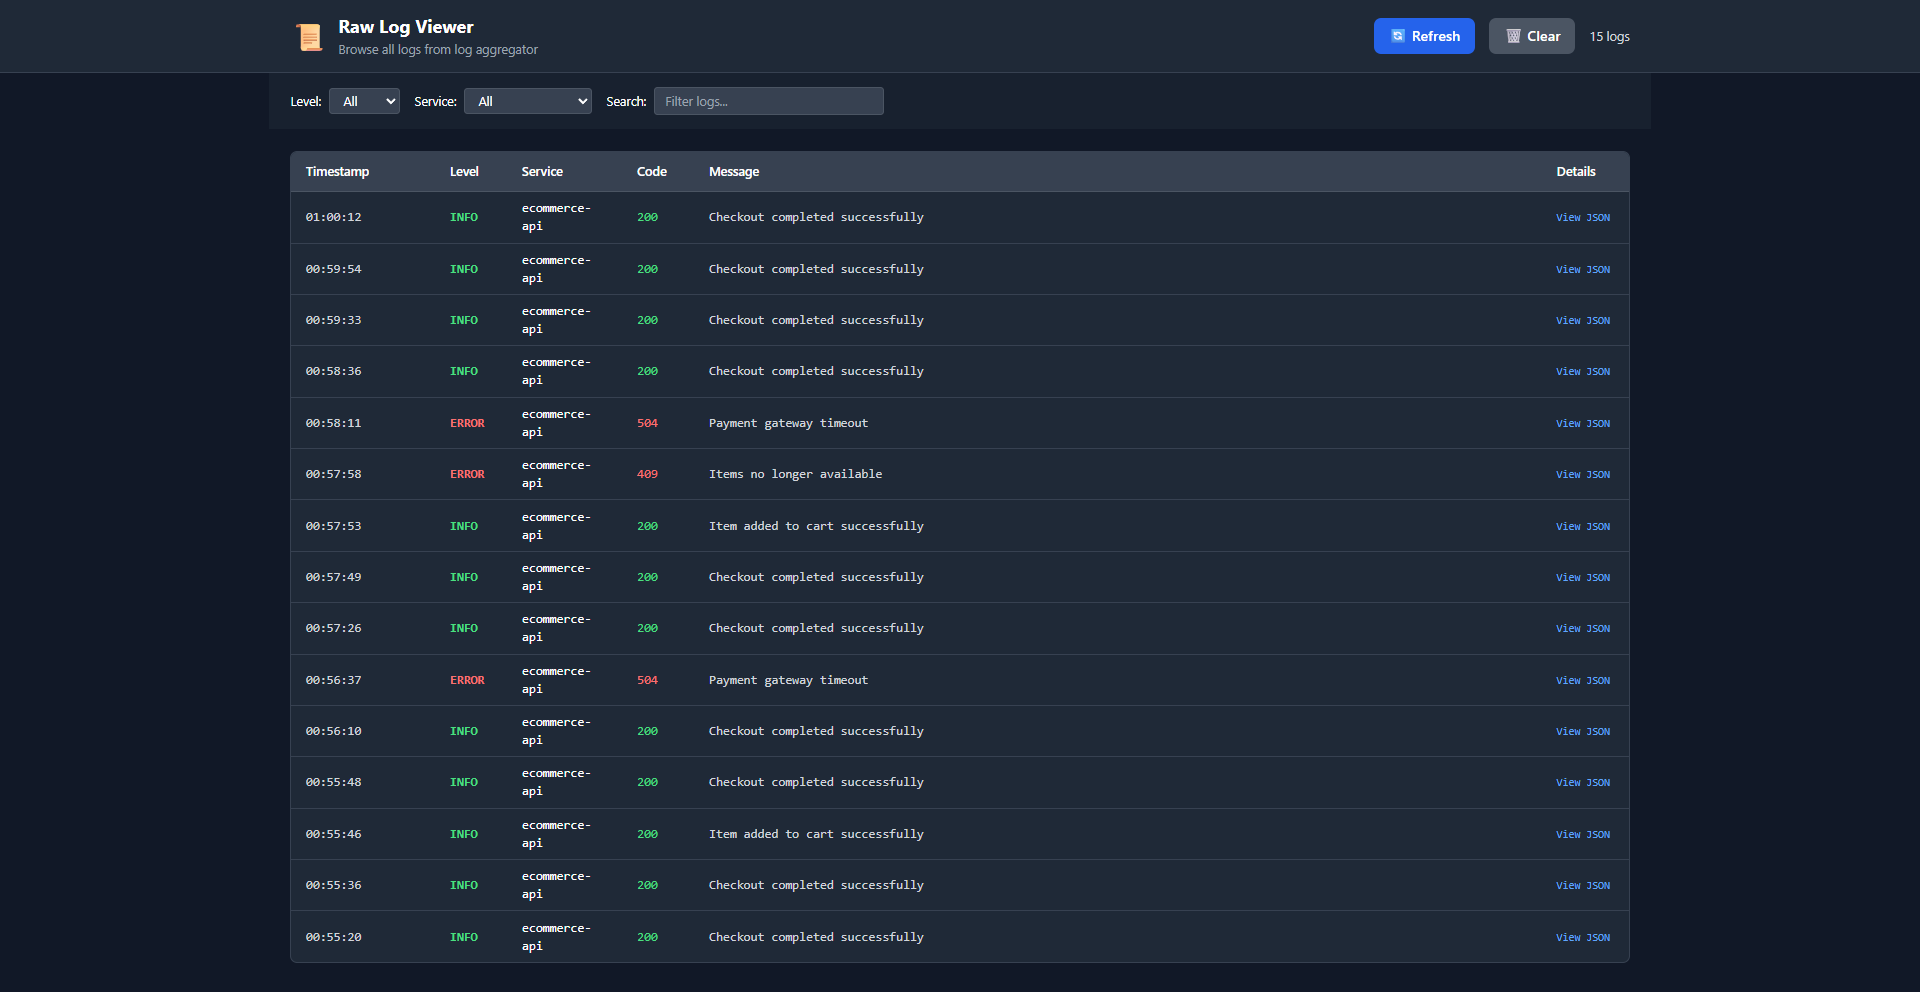 Raw Log Viewer
Browse all logs from log aggregator
Refresh Clear 15 logs
Level: All Service: All Search: Filter logs...
Timestamp Level Service Code Message Details
01:00:12 INFO ecommerce-api 200 Checkout completed successfully View JSON
00:59:54 INFO ecommerce-api 200 Checkout completed successfully View JSON
00:59:33 INFO ecommerce-api 200 Checkout completed successfully View JSON
00:58:36 INFO ecommerce-api 200 Checkout completed successfully View JSON
00:58:11 ERROR ecommerce-api 504 Payment gateway timeout View JSON
00:57:58 ERROR ecommerce-api 409 Items no longer available View JSON
00:57:53 INFO ecommerce-api 200 Item added to cart successfully View JSON
00:57:49 INFO ecommerce-api 200 Checkout completed successfully View JSON
00:57:26 INFO ecommerce-api 200 Checkout completed successfully View JSON
00:56:37 ERROR ecommerce-api 504 Payment gateway timeout View JSON
00:56:10 INFO ecommerce-api 200 Checkout completed successfully View JSON
00:55:48 INFO ecommerce-api 200 Checkout completed successfully View JSON
00:55:46 INFO ecommerce-api 200 Item added to cart successfully View JSON
00:55:36 INFO ecommerce-api 200 Checkout completed successfully View JSON
00:55:20 INFO ecommerce-api 200 Checkout completed successfully View JSON